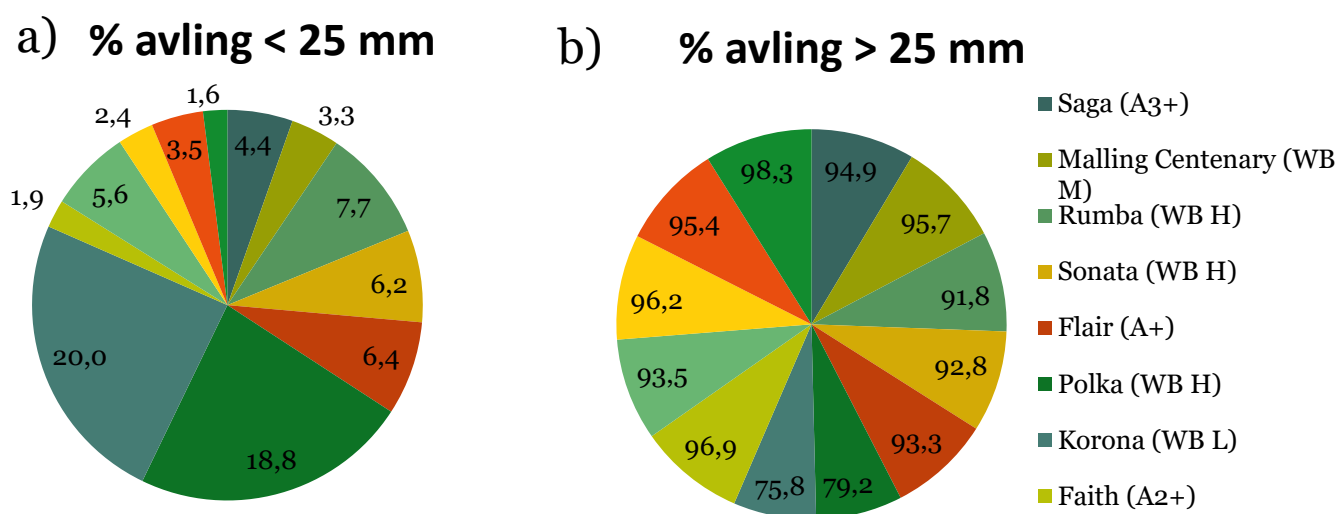 a) % avling < 25 mm
1,6
2,4
3,5
4,4
3,3
1,9
5,6
7,7
6,2
20,0
6,4
18,8
b) % avling > 25 mm
98,3
94,9
95,4
95,7
96,2
91,8
93,5
92,8
96,9
93,3
75,8
79,2
Saga (A3+)
Malling Centenary (WB
M)
Rumba (WB H)
Sonata (WB H)
Flair (A+)
Polka (WB H)
Korona (WB L)
Faith (A2+)